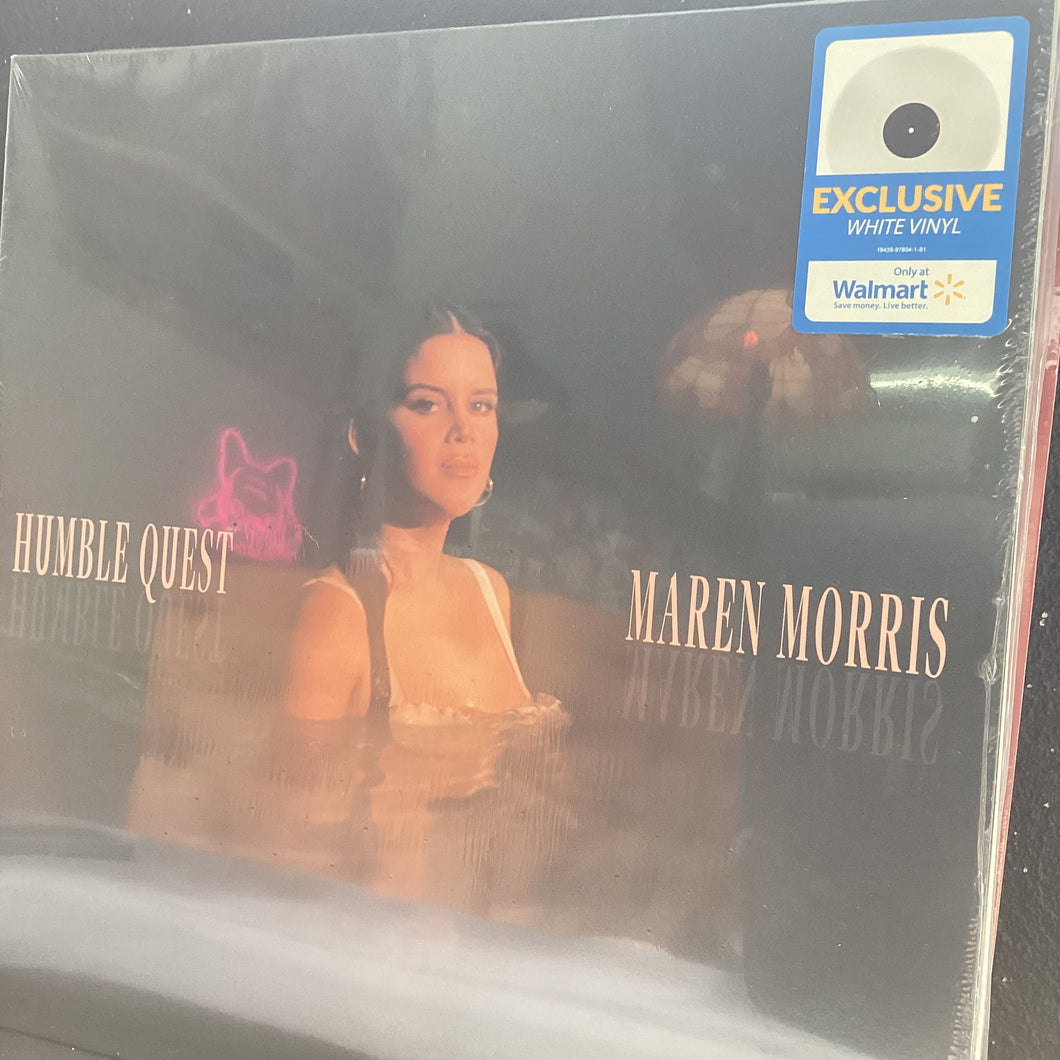 EXCLUSIVE
WHITE VINYL
Only at
Walmart
Save money. Live better.
HUMBLE QUEST
MAREN MORRIS